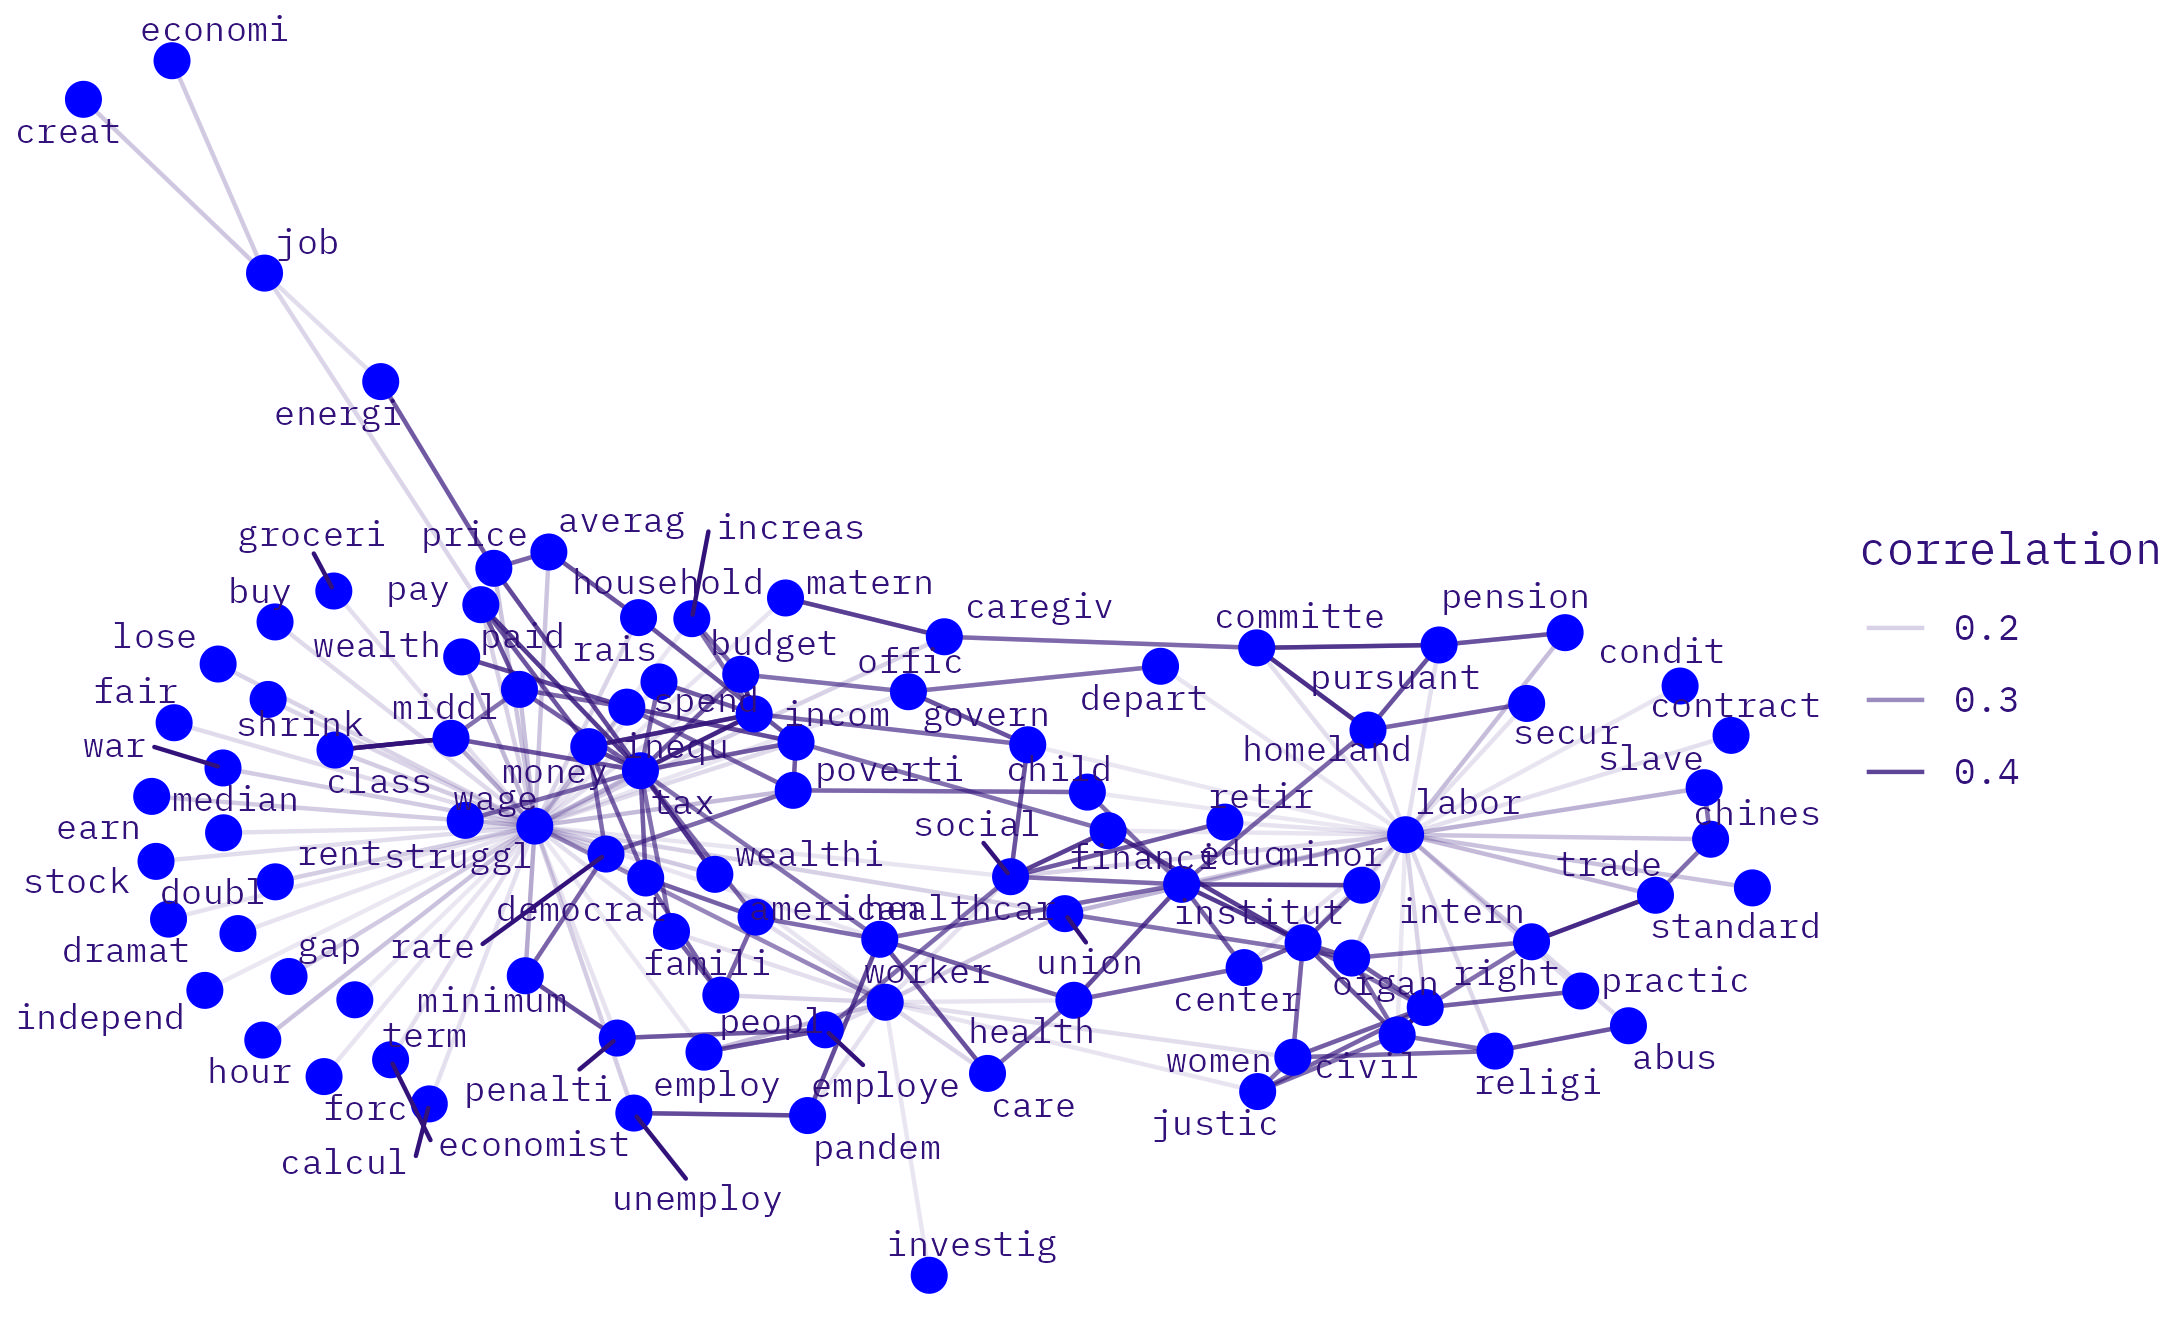 economi
creat
job
energi
groceri
price
averag
increas
buy
pay
household
matern
caregiv
committe
pension
lose
wealth
paid
rais
budget
offic
condit
fair
shrink
middl
spend
incom
govern
depart
pursuant
contract
war
class
money
inequ
poverti
child
homeland
secur
slave
median
wage
tax
retir
labor
chines
correlation
0.2
0.3
0.4
earn
rent
struggl
wealthi
social
financi
educ
minor
trade
stock
doubl
democrat
american
healthcar
institut
intern
standard
dramat
gap
rate
famili
worker
union
center
organ
right
practic
independ
term
minimum
peopl
health
women
civil
abus
hour
forc
penalti
employ
employe
care
justic
religi
calcul
economist
pandem
unemploy
investig